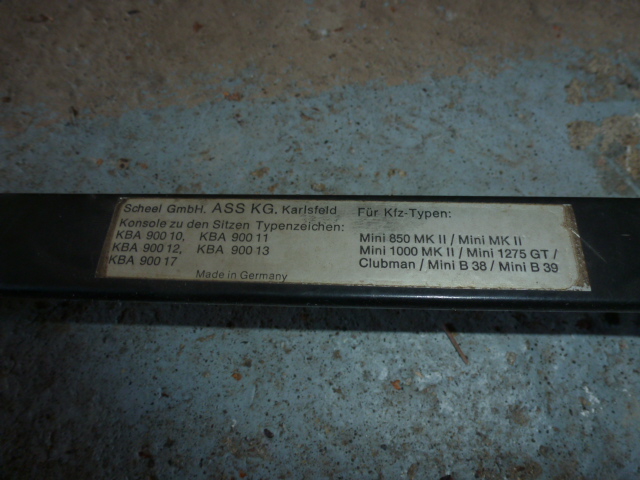 Scheel GmbH. ASS KG, Karlsfeld
Konsole zu den Sitzen Typenzeichen:
KBA 900 10, KBA 900 11
KBA 900 12, KBA 900 13
KBA 900 17
Made in Germany
Für Kfz-Typen:
Mini 850 MK II / Mini MK II
Mini 1000 MK II / Mini 1275 GT /
Clubman / Mini B 38 / Mini B 39